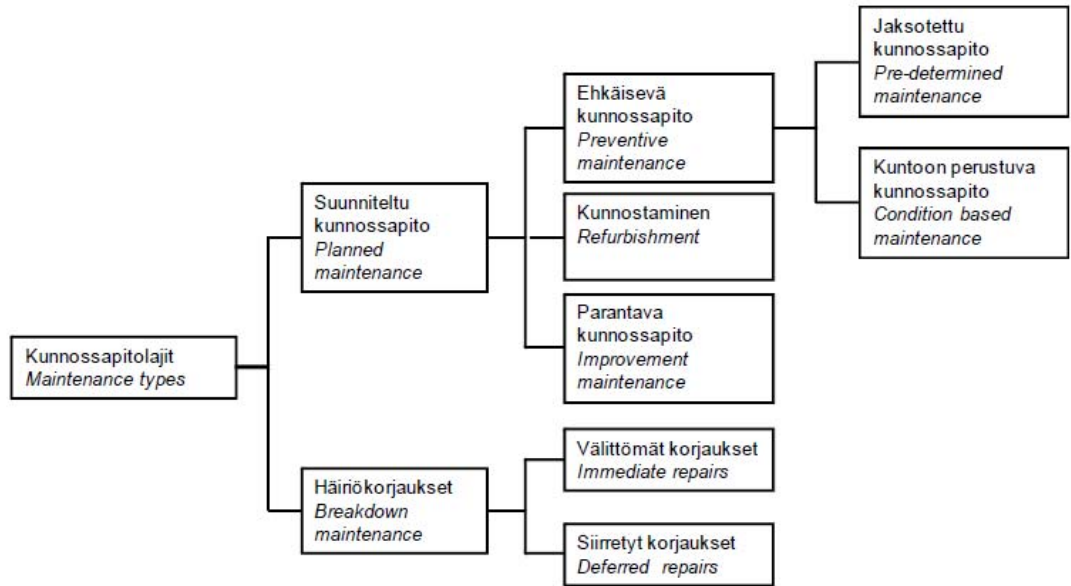 Kunnossapitolajit
Maintenance types
Suunniteltu
kunnossapito
Planned
maintenance
Ehkäisevä
kunnossapito
Preventive
maintenance
Jaksotettu
kunnossapito
Pre-determined
maintenance
Kuntoon perustuva
kunnossapito
Condition based
maintenance
Kunnostaminen
Refurbishment
Parantava
kunnossapito
Improvement
maintenance
Häiriökorjaukset
Breakdown
maintenance
Välittömät korjaukset
Immediate repairs
Siirretyt korjaukset
Deferred repairs